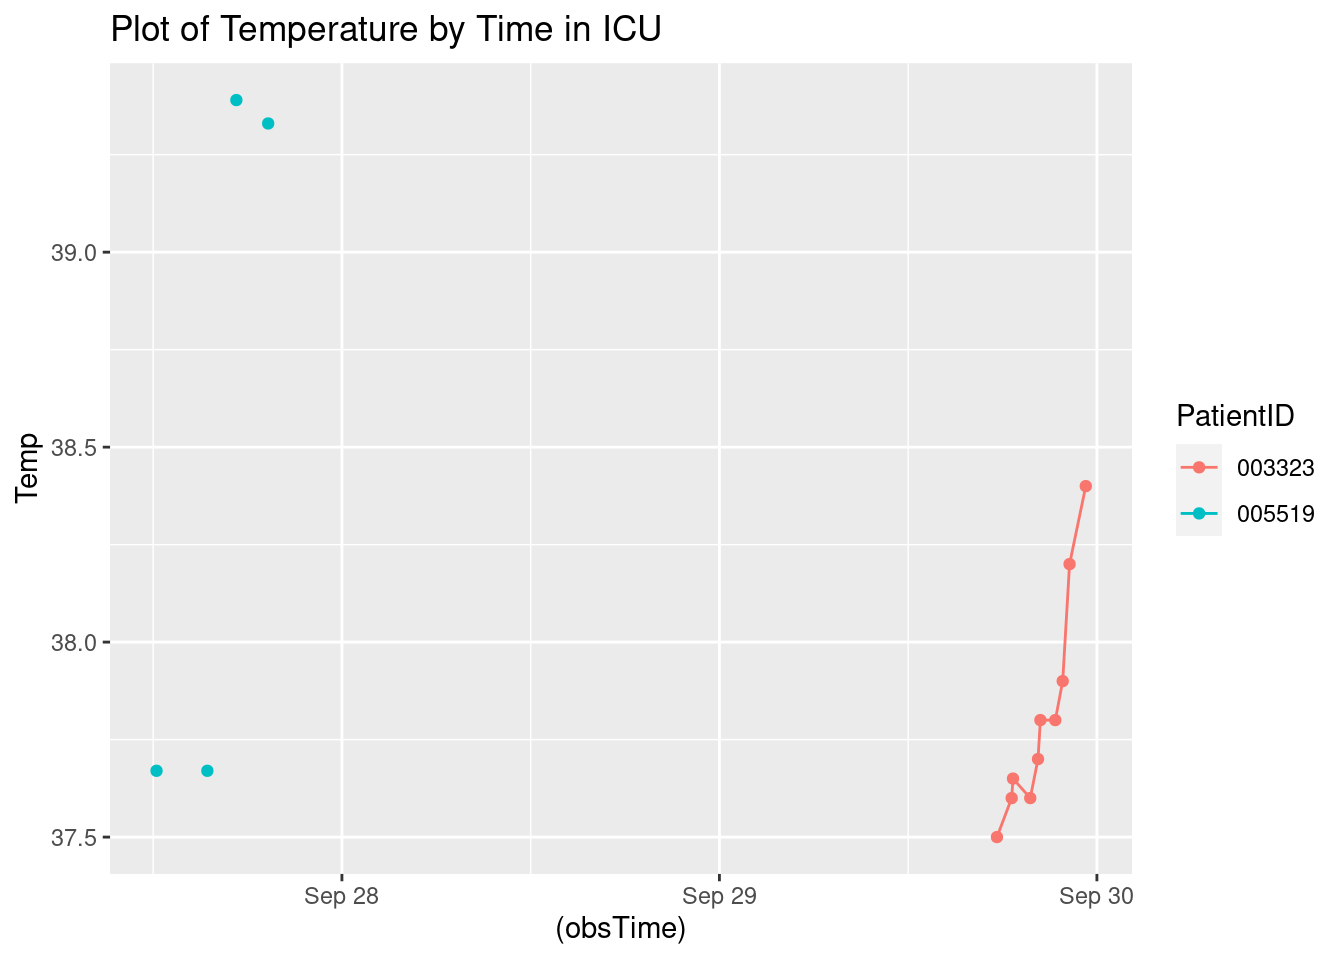 Plot of Temperature by Time in ICU
39.0
38.5
38.0
37.5
Temp
Sep 28
Sep 29
Sep 30
(obsTime)
PatientID
003323
005519